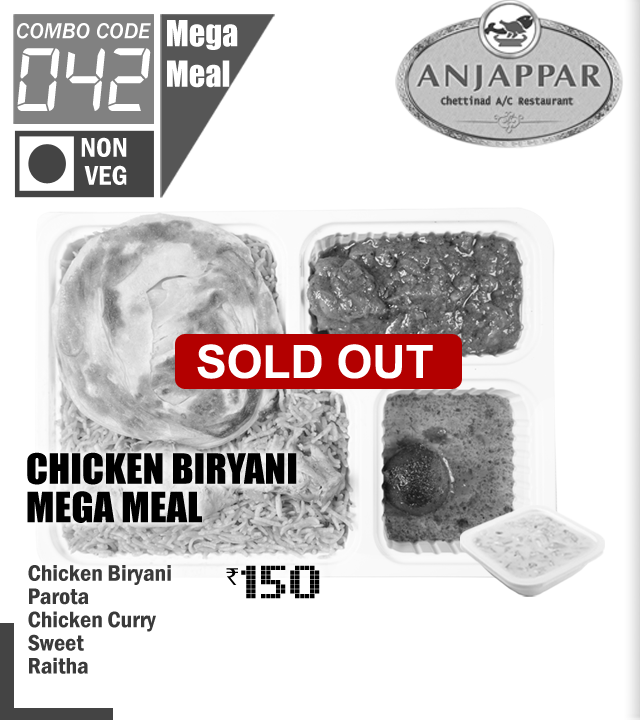 COMBO CODE
042
Mega
Meal
NON
VEG
ANJAPPAR
Chettinad A/C Restaurant
SOLD OUT
CHICKEN BIRYANI
MEGA MEAL
Chicken Biryani
Parota
Chicken Curry
Sweet
Raitha
₹150